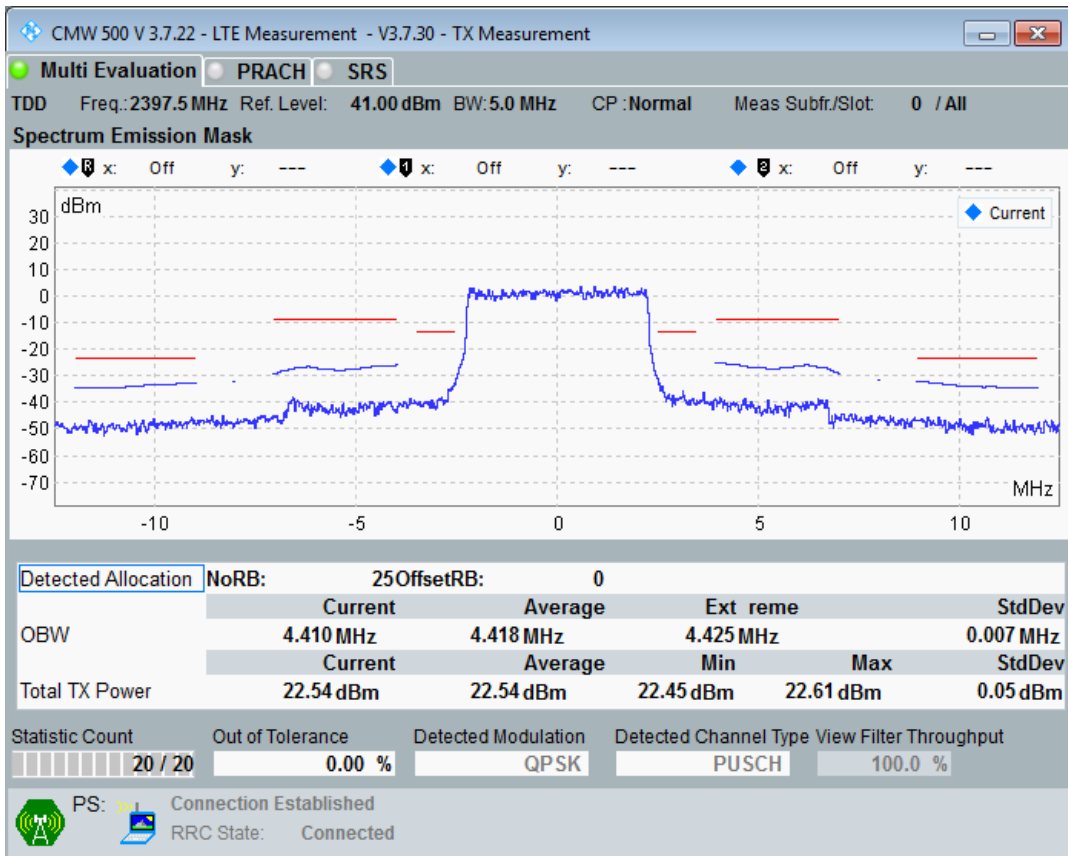 CMW 500 V 3.7.22 - LTE Measurement - V3.7.30 - TX Measurement
Multi Evaluation PRACH SRS
TDD Freq.:2397.5 MHz Ref. Level: 41.00 dBm BW:5.0 MHz CP :Normal Meas Subfr./Slot: 0 / All
Spectrum Emission Mask
R x: Off y: --- 1 x: Off y: --- 2 x: Off y: ---
dBm
Current
30
20
10
0
-10
-20
-30
-40
-50
-60
-70
MHz
-10 -5 0 5 10
Detected Allocation NoRB: 25 OffsetRB: 0
Current Average Ext reme StdDev
OBW 4.410 MHz 4.418 MHz 4.425 MHz 0.007 MHz
Current Average Min Max StdDev
Total TX Power 22.54 dBm 22.54 dBm 22.45 dBm 22.61 dBm 0.05 dBm
Statistic Count Out of Tolerance Detected Modulation Detected Channel Type View Filter Throughput
20 / 20 0.00 % QPSK PUSCH 100.0 %
PS: Connection Established
RRC State: Connected